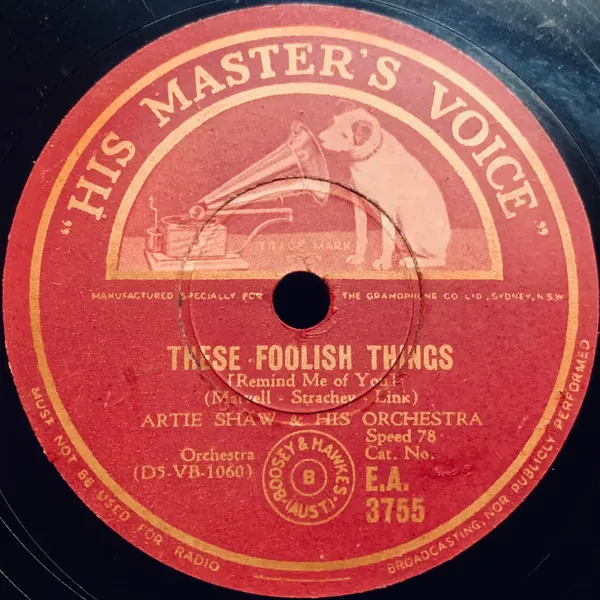 "HIS MASTER'S VOICE"
TRADE MARK
MANUFACTURED SPECIALLY FOR THE GRAMOPHONE CO LTD, SYDNEY, N.S.W
THESE FOOLISH THINGS
[Remind Me of You]
(Marvell - Strachey - Link)
ARTIE SHAW & HIS ORCHESTRA
Speed 78
Orchestra Cat. No.
(D5-VB-1060) E.A.
3755
BOOSEY & HAWKES
B
(AUST)
MUST NOT BE USED FOR RADIO BROADCASTING, NOR PUBLICLY PERFORMED